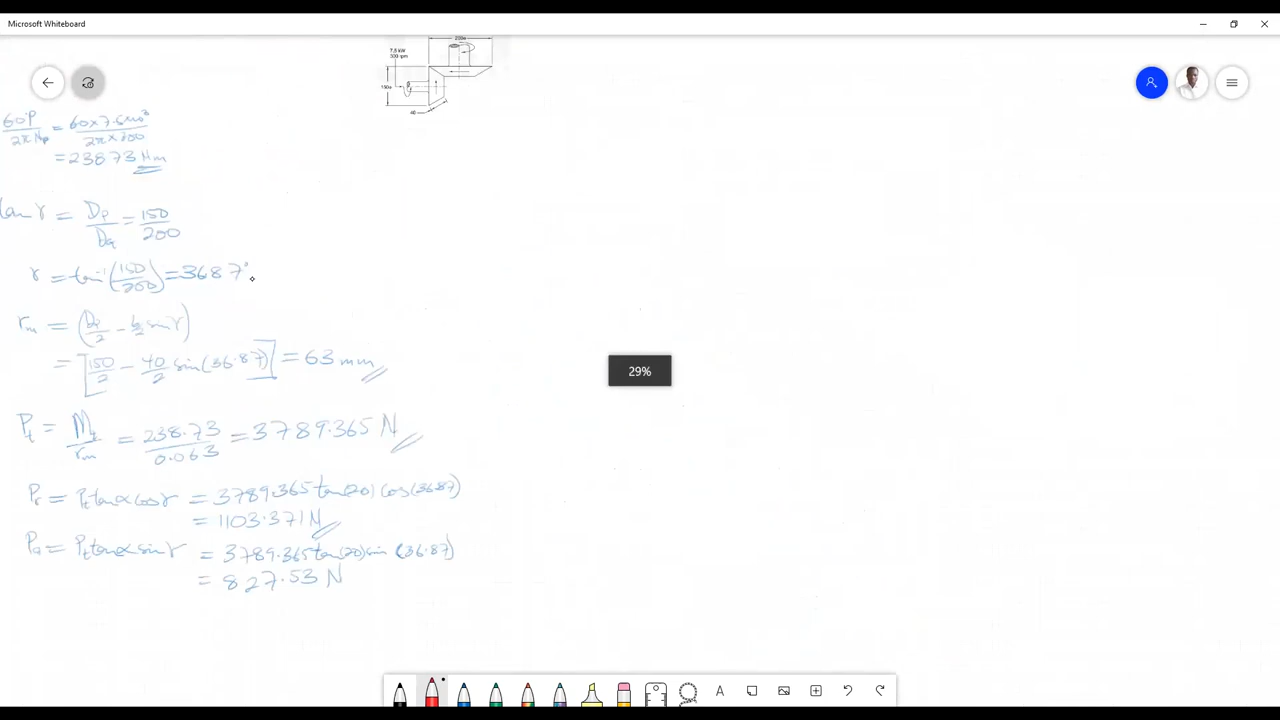 Microsoft Whiteboard
200
7,5 kW
300 rpm
150
40
60P / 2πNp = 60×7.5×10³ / 2π×300
= 23873 Nm
tan γ = Dp / Dg = 150 / 200
γ = tan⁻¹(150/200) = 3687°
rm = (Dp/2 - b/2 sin γ)
= [150/2 - 40/2 sin(36.87)] = 63 mm
Pt = Mt / rm = 238.73 / 0.063 = 3789.365 N
Pr = Pt tan α cos γ = 3789.365 tan(20) cos(36.87)
= 1103.371 N
Pa = Pt tan α sin γ = 3789.365 tan(20) sin (36.87)
= 827.53 N
29%
A